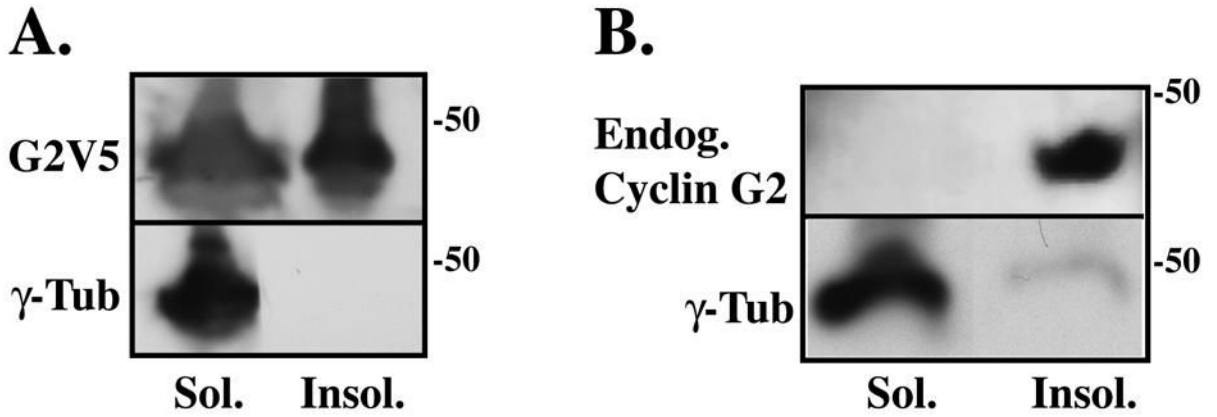 A.
G2V5
-50
γ-Tub
-50
Sol. Insol.
B.
Endog.
Cyclin G2
-50
γ-Tub
-50
Sol. Insol.